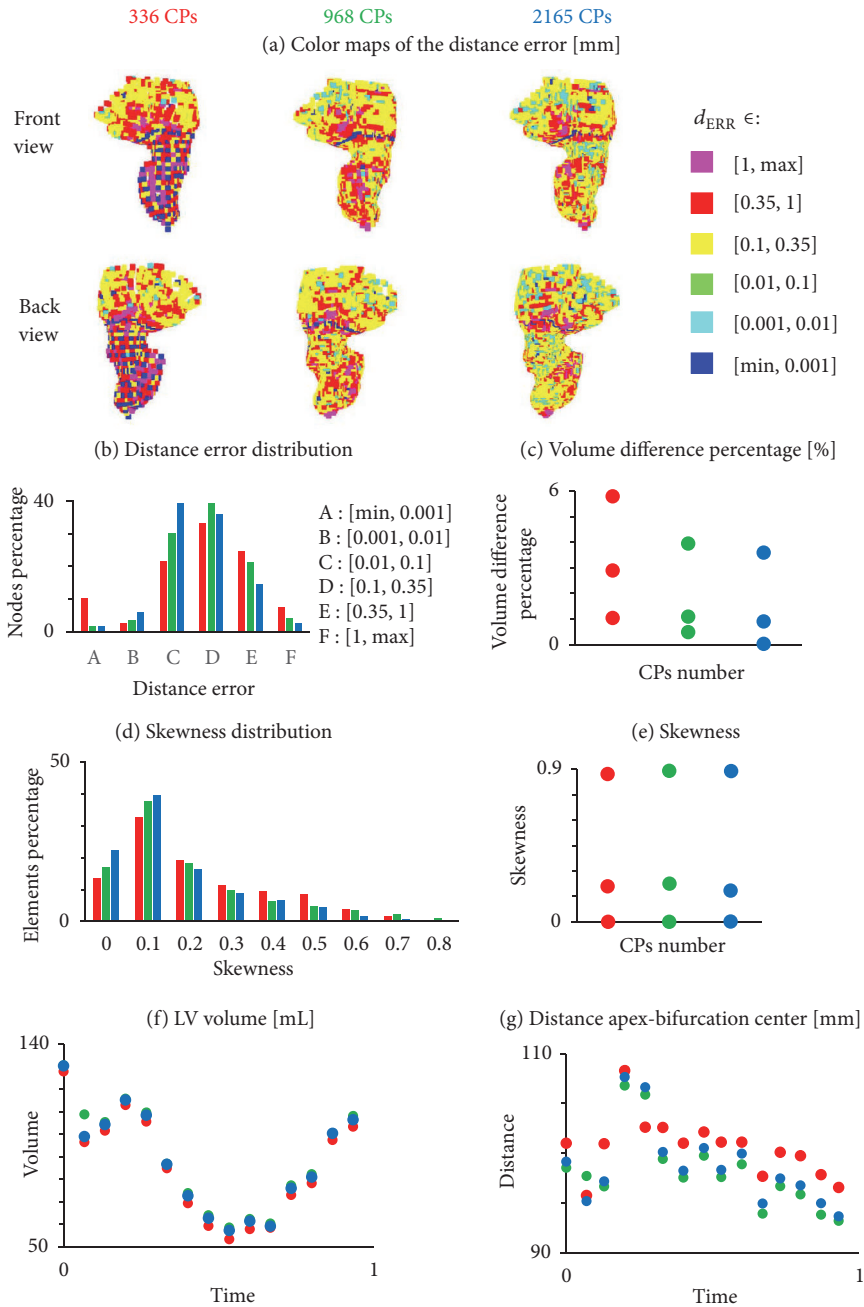 336 CPs 968 CPs 2165 CPs
(a) Color maps of the distance error [mm]
Front view
d_ERR ∈:
[1, max]
[0.35, 1]
[0.1, 0.35]
[0.01, 0.1]
[0.001, 0.01]
[min, 0.001]
Back view
(b) Distance error distribution
40
0
Nodes percentage
A B C D E F
Distance error
A : [min, 0.001]
B : [0.001, 0.01]
C : [0.01, 0.1]
D : [0.1, 0.35]
E : [0.35, 1]
F : [1, max]
(c) Volume difference percentage [%]
6
0
Volume difference percentage
CPs number
(d) Skewness distribution
50
0
Elements percentage
0 0.1 0.2 0.3 0.4 0.5 0.6 0.7 0.8
Skewness
(e) Skewness
0.9
0
Skewness
CPs number
(f) LV volume [mL]
140
50
Volume
0 1
Time
(g) Distance apex-bifurcation center [mm]
110
90
Distance
0 1
Time